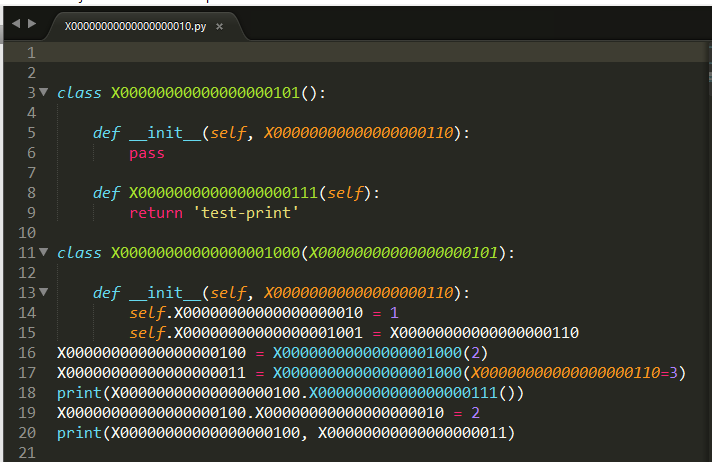 X00000000000000000010.py ×
1
2
3 class X00000000000000000101():
4
5 def __init__(self, X00000000000000000110):
6 pass
7
8 def X00000000000000000111(self):
9 return 'test-print'
10
11 class X00000000000000001000(X00000000000000000101):
12
13 def __init__(self, X00000000000000000110):
14 self.X00000000000000000010 = 1
15 self.X00000000000000001001 = X00000000000000000110
16 X00000000000000000100 = X00000000000000001000(2)
17 X00000000000000000011 = X00000000000000001000(X00000000000000000110=3)
18 print(X00000000000000000100.X00000000000000000111())
19 X00000000000000000100.X00000000000000000010 = 2
20 print(X00000000000000000100, X00000000000000000011)
21